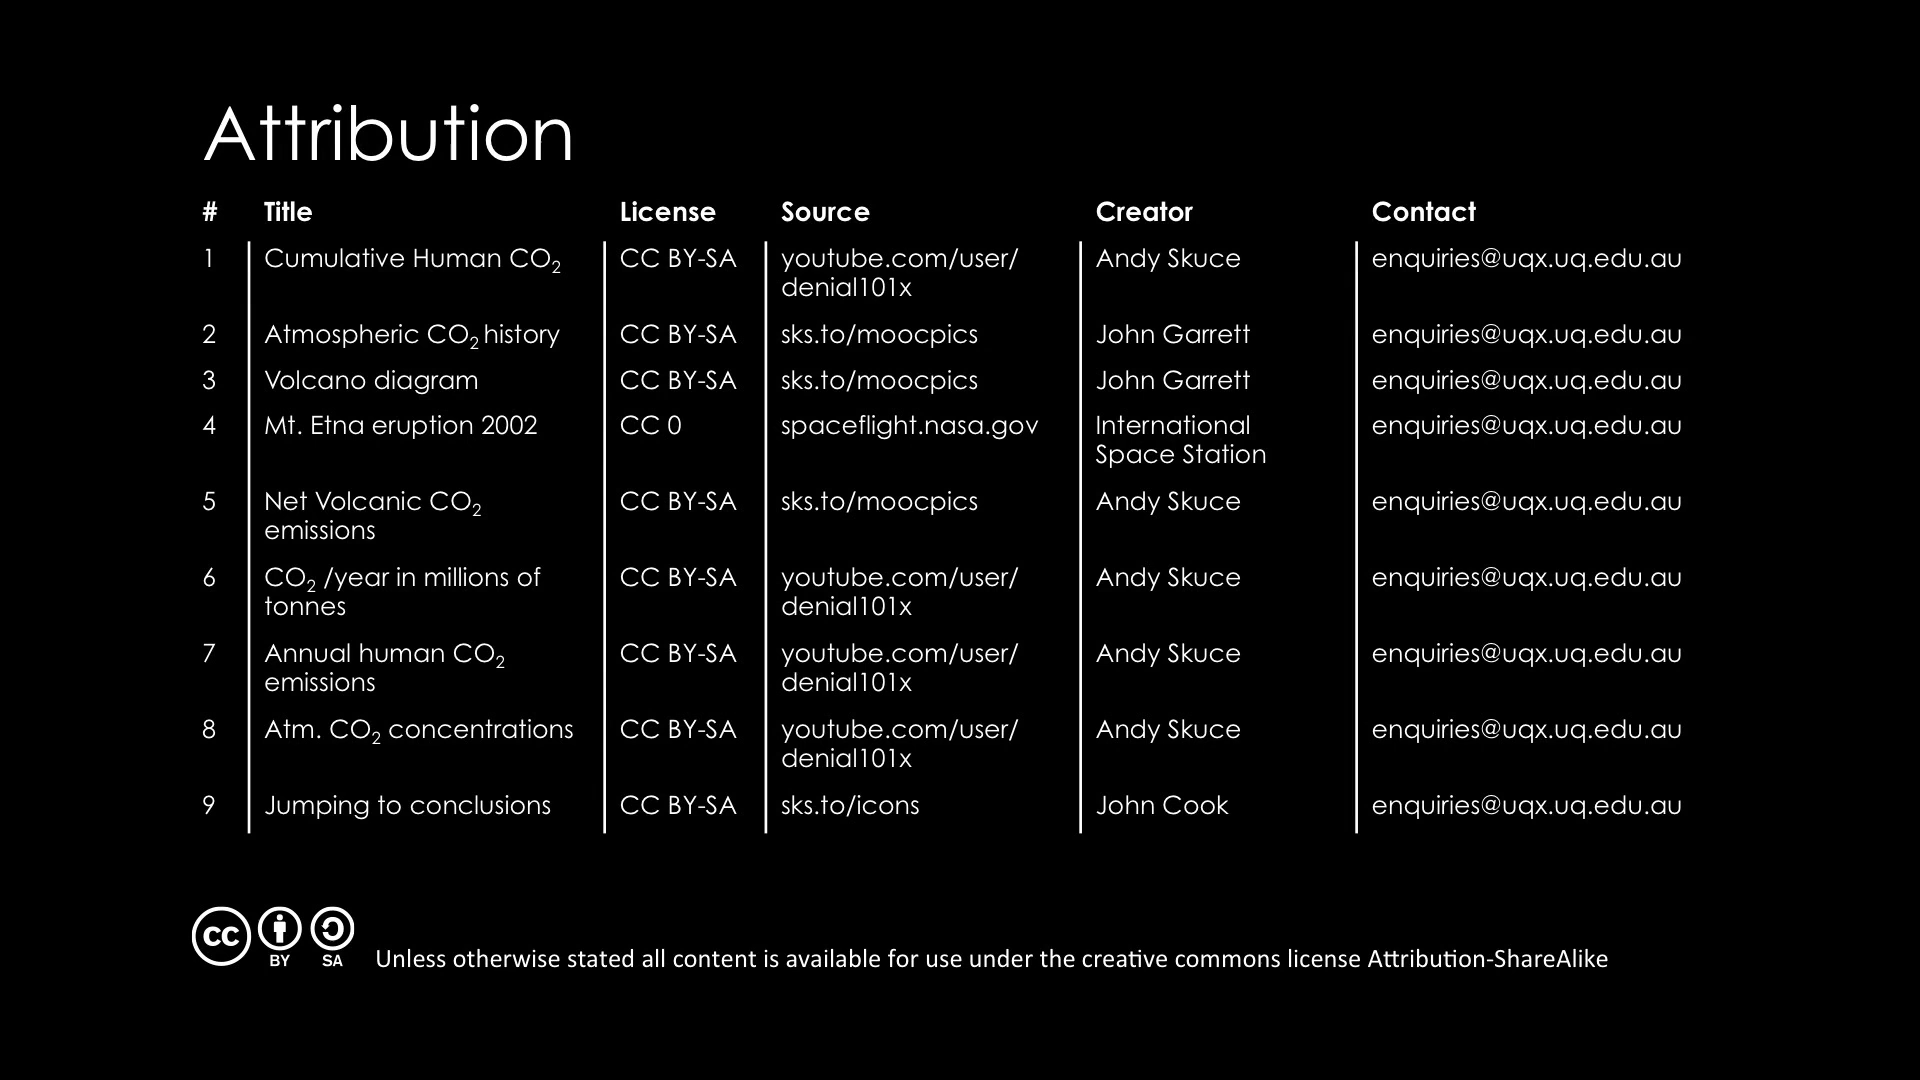 Attribution
# Title License Source Creator Contact
1 Cumulative Human CO₂ CC BY-SA youtube.com/user/ Andy Skuce enquiries@uqx.uq.edu.au
denial101x
2 Atmospheric CO₂ history CC BY-SA sks.to/moocpics John Garrett enquiries@uqx.uq.edu.au
3 Volcano diagram CC BY-SA sks.to/moocpics John Garrett enquiries@uqx.uq.edu.au
4 Mt. Etna eruption 2002 CC 0 spaceflight.nasa.gov International enquiries@uqx.uq.edu.au
Space Station
5 Net Volcanic CO₂ CC BY-SA sks.to/moocpics Andy Skuce enquiries@uqx.uq.edu.au
emissions
6 CO₂ /year in millions of CC BY-SA youtube.com/user/ Andy Skuce enquiries@uqx.uq.edu.au
tonnes denial101x
7 Annual human CO₂ CC BY-SA youtube.com/user/ Andy Skuce enquiries@uqx.uq.edu.au
emissions denial101x
8 Atm. CO₂ concentrations CC BY-SA youtube.com/user/ Andy Skuce enquiries@uqx.uq.edu.au
denial101x
9 Jumping to conclusions CC BY-SA sks.to/icons John Cook enquiries@uqx.uq.edu.au
cc BY SA Unless otherwise stated all content is available for use under the creative commons license Attribution-ShareAlike